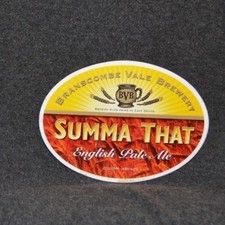 BRANSCOMBE VALE BREWERY
BVB
SUMMA THAT
English Pale Ale